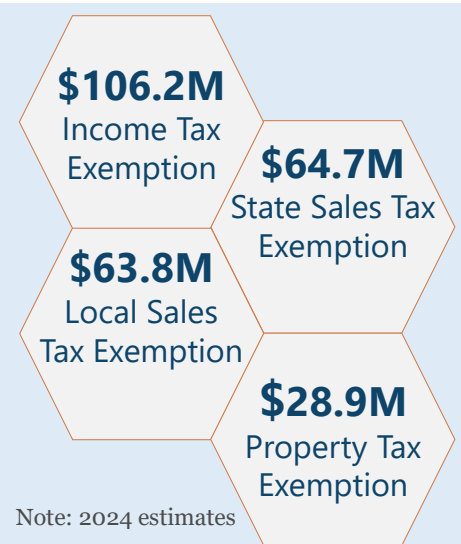 $106.2M
Income Tax
Exemption
$64.7M
State Sales Tax
Exemption
$63.8M
Local Sales
Tax Exemption
$28.9M
Property Tax
Exemption
Note: 2024 estimates